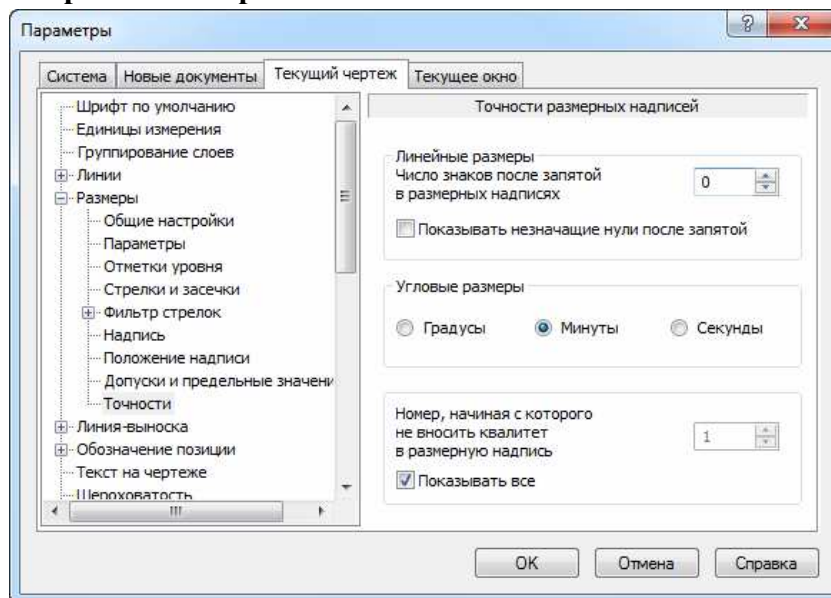 Параметры
Система Новые документы Текущий чертеж Текущее окно
Шрифт по умолчанию
Единицы измерения
Группирование слоев
Линии
Размеры
Общие настройки
Параметры
Отметки уровня
Стрелки и засечки
Фильтр стрелок
Надпись
Положение надписи
Допуски и предельные значени
Точности
Линия-выноска
Обозначение позиции
Текст на чертеже
Шероховатость
Точности размерных надписей
Линейные размеры
Число знаков после запятой
в размерных надписях
0
Показывать незначащие нули после запятой
Угловые размеры
Градусы Минуты Секунды
Номер, начиная с которого
не вносить квалитет
в размерную надпись
1
Показывать все
OK Отмена Справка